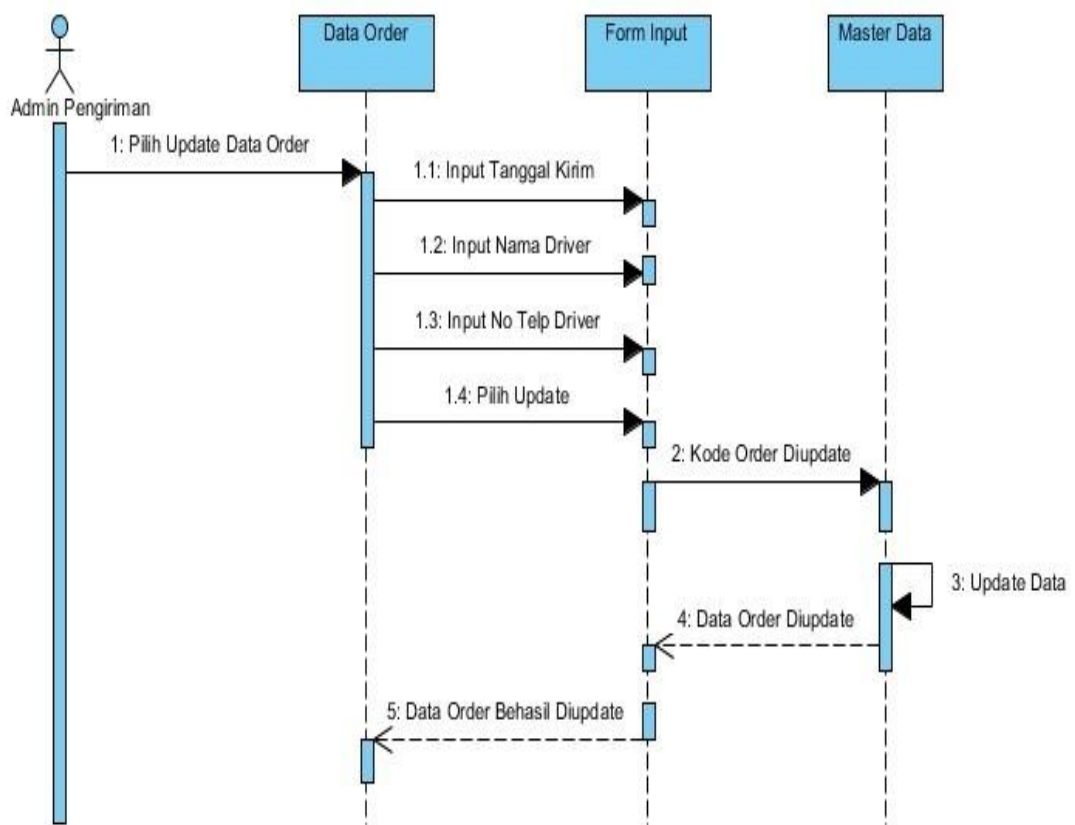 Data Order
Form Input
Master Data
Admin Pengiriman
1: Pilih Update Data Order
1.1: Input Tanggal Kirim
1.2: Input Nama Driver
1.3: Input No Telp Driver
1.4: Pilih Update
2: Kode Order Diupdate
3: Update Data
4: Data Order Diupdate
5: Data Order Behasil Diupdate